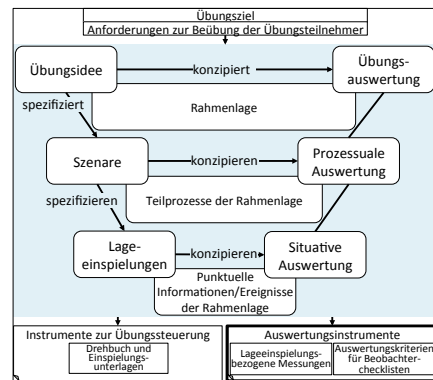 Übungsziel
Anforderungen zur Beübung der Übungsteilnehmer
Übungsidee
konzipiert
Übungs-
auswertung
spezifiziert
Rahmenlage
Szenare
konzipieren
Prozessuale
Auswertung
spezifizieren
Teilprozesse der Rahmenlage
Lage-
einspielungen
konzipieren
Situative
Auswertung
Punktuelle
Informationen/Ereignisse
der Rahmenlage
Instrumente zur Übungssteuerung
Drehbuch und
Einspielungs-
unterlagen
Auswertungsinstrumente
Lageeinspielungs-
bezogene Messungen
Auswertungskriterien
für Beobachter-
checklisten